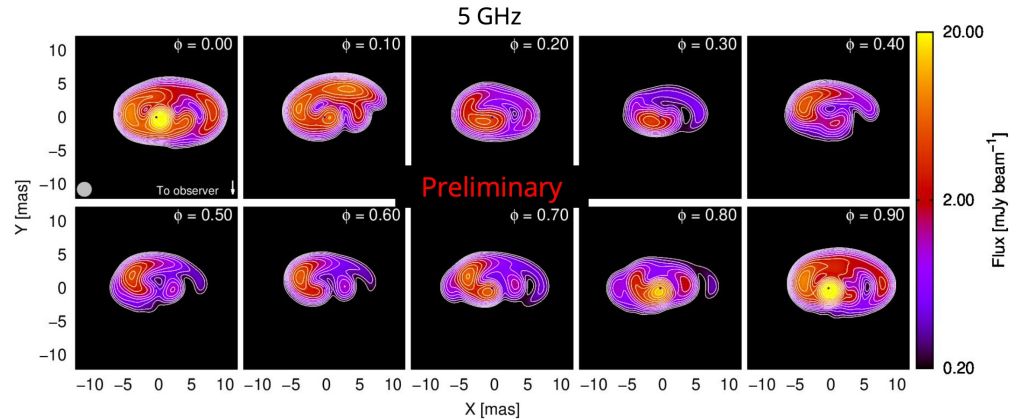 5 GHz
ϕ = 0.00
ϕ = 0.10
ϕ = 0.20
ϕ = 0.30
ϕ = 0.40
10
5
0
−5
−10
To observer
Preliminary
ϕ = 0.50
ϕ = 0.60
ϕ = 0.70
ϕ = 0.80
ϕ = 0.90
10
5
0
−5
−10
Y [mas]
−10 −5 0 5 10
−10 −5 0 5 10
−10 −5 0 5 10
−10 −5 0 5 10
−10 −5 0 5 10
X [mas]
20.00
2.00
0.20
Flux [mJy beam⁻¹]